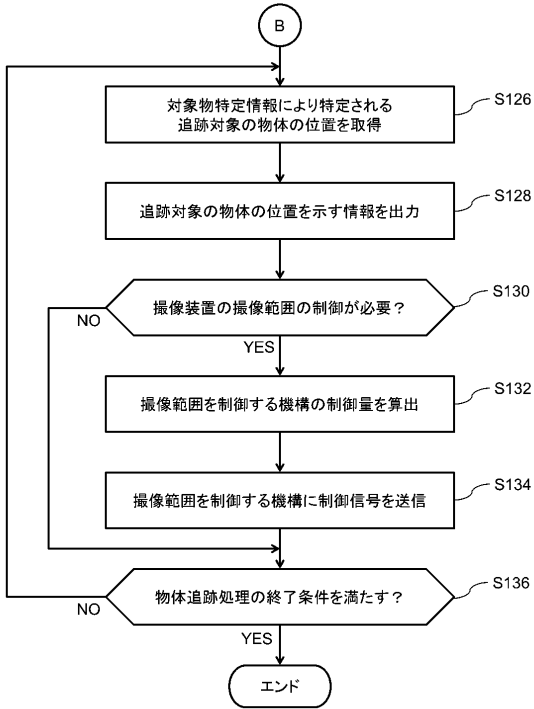 B
対象物特定情報により特定される
追跡対象の物体の位置を取得
S126
追跡対象の物体の位置を示す情報を出力
S128
撮像装置の撮像範囲の制御が必要？
S130
NO
YES
撮像範囲を制御する機構の制御量を算出
S132
撮像範囲を制御する機構に制御信号を送信
S134
物体追跡処理の終了条件を満たす？
S136
NO
YES
エンド